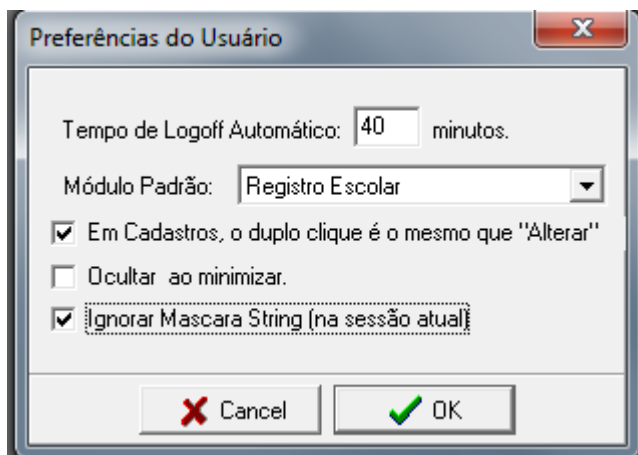 Preferências do Usuário
Tempo de Logoff Automático: 40 minutos.
Módulo Padrão: Registro Escolar
Em Cadastros, o duplo clique é o mesmo que "Alterar"
Ocultar ao minimizar.
Ignorar Mascara String (na sessão atual)
Cancel OK